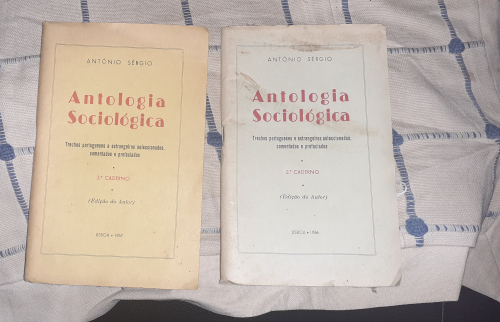 ANTÓNIO SÉRGIO
Antologia
Sociológica
Trechos portugueses e estrangeiros seleccionados,
comentados e prefaciados
CADERNO
(Edição do Autor)
LISBOA • 1957
ANTÓNIO SÉRGIO
Antologia
Sociológica
Trechos portugueses e estrangeiros seleccionados,
comentados e prefaciados
CADERNO
(Edição do Autor)
LISBOA •